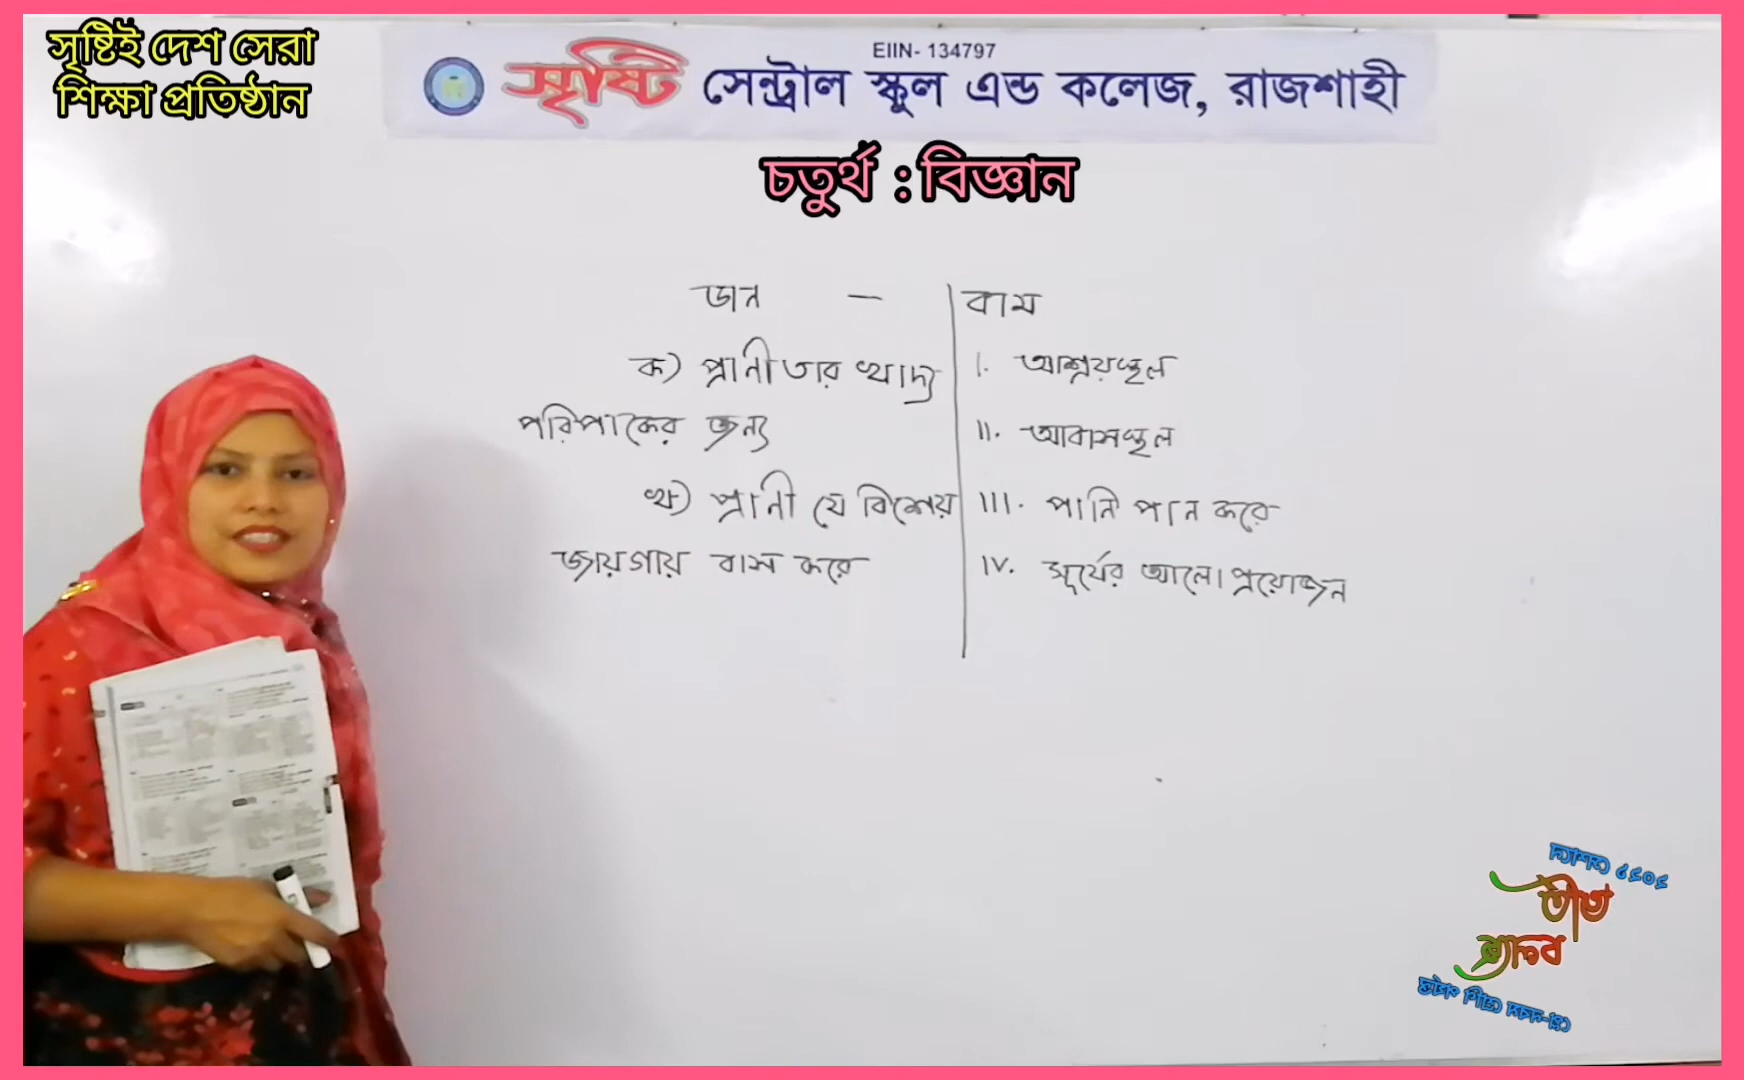 সৃষ্টিই দেশ সেরা
শিক্ষা প্রতিষ্ঠান
EIIN- 134797
সৃষ্টি সেন্ট্রাল স্কুল এন্ড কলেজ, রাজশাহী
চতুর্থ : বিজ্ঞান
ডান — বাম
ক) প্রানী তার খাদ্য
পরিপাকের জন্য
খ) প্রানী যে বিশেষ
জায়গায় বাস করে
I. আশ্রয়স্থল
II. আবাসস্থল
III. পানি পান করে
IV. সূর্যের আলো প্রয়োজন